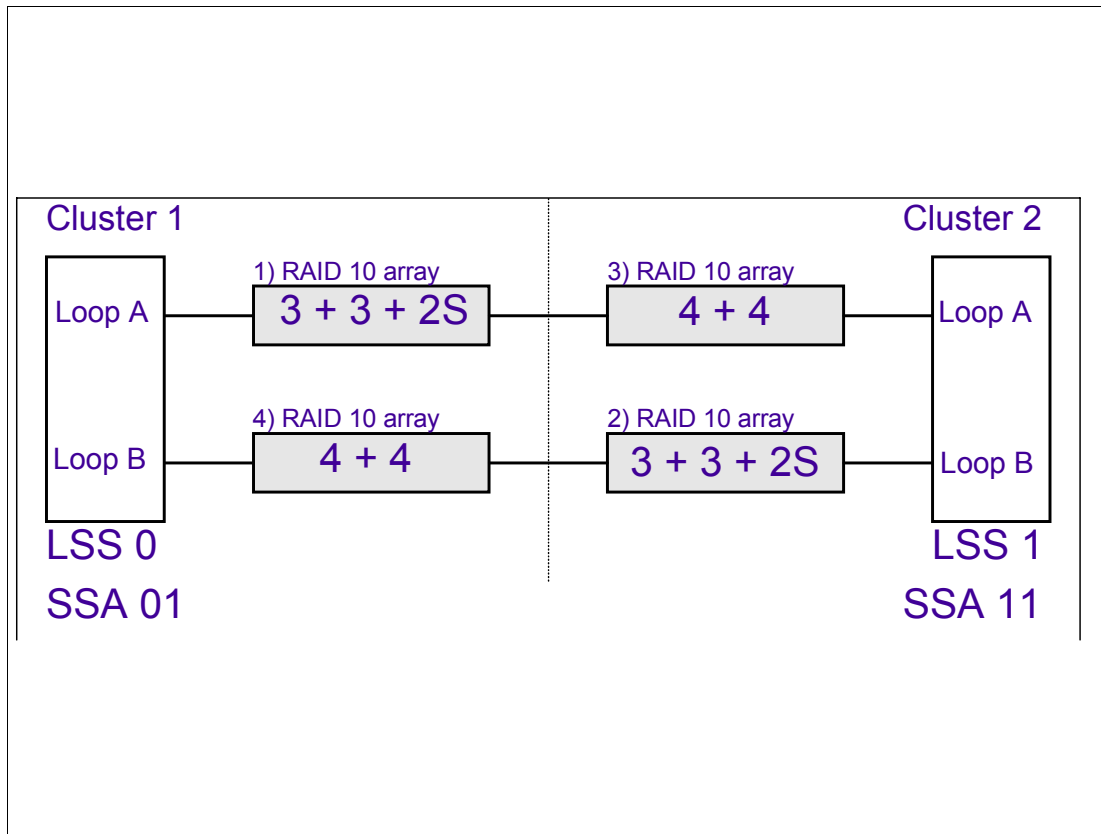 Cluster 1
Cluster 2
1) RAID 10 array
3) RAID 10 array
Loop A
3 + 3 + 2S
4 + 4
Loop A
4) RAID 10 array
2) RAID 10 array
Loop B
4 + 4
3 + 3 + 2S
Loop B
LSS 0
LSS 1
SSA 01
SSA 11